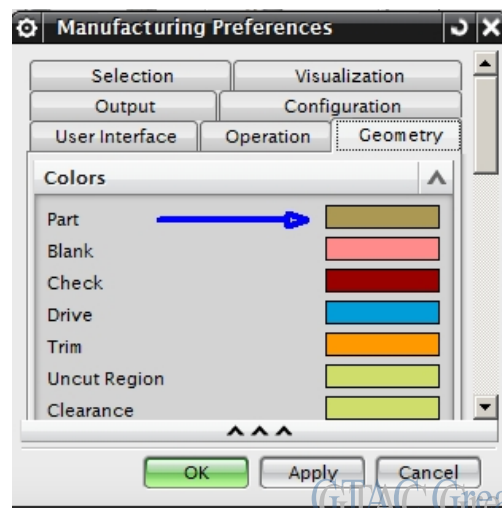 Manufacturing Preferences
Selection
Visualization
Output
Configuration
User Interface
Operation
Geometry
Colors
Part
Blank
Check
Drive
Trim
Uncut Region
Clearance
OK
Apply
Cancel
GTAC